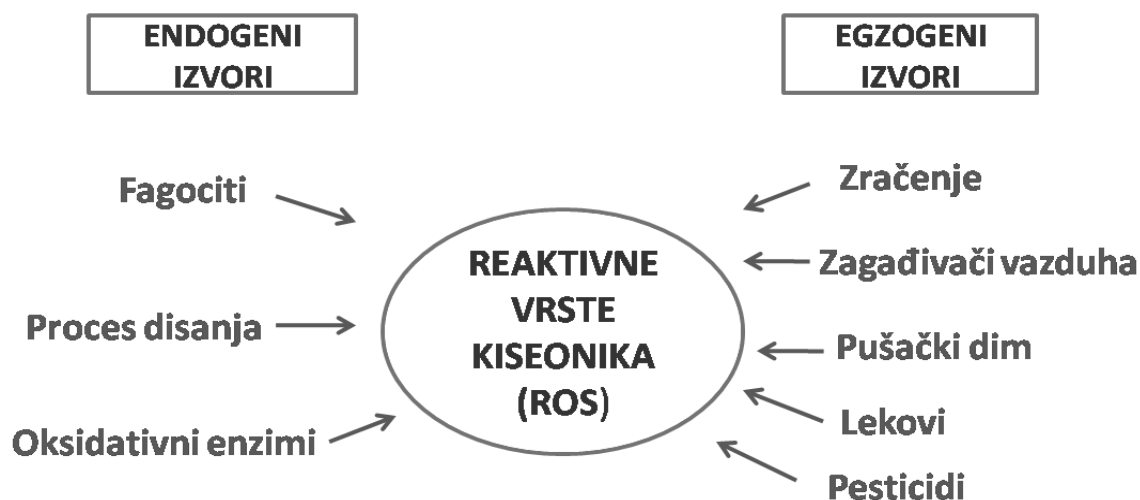 ENDOGENI
IZVORI
EGZOGENI
IZVORI
Fagociti
Proces disanja
Oksidativni enzimi
REAKTIVNE
VRSTE
KISEONIKA
(ROS)
Zračenje
Zagađivači vazduha
Pušački dim
Lekovi
Pesticidi